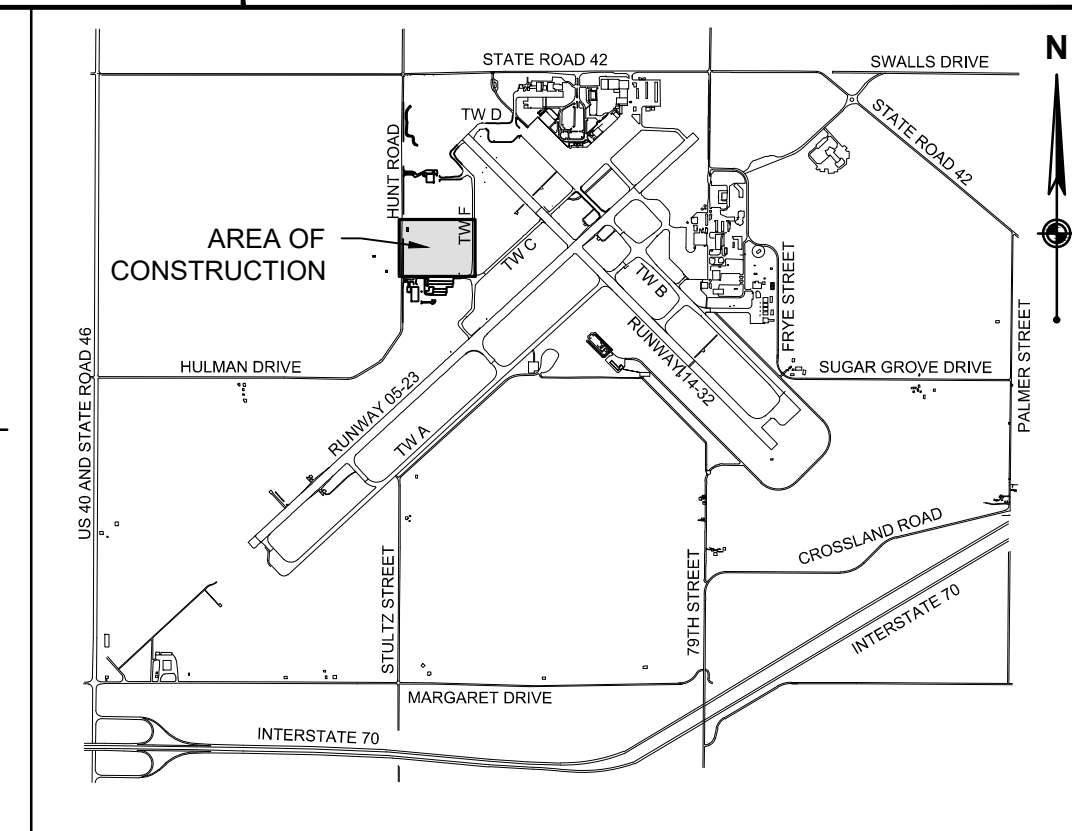 N
STATE ROAD 42
SWALLS DRIVE
TW D
STATE ROAD 42
HUNT ROAD
TW F
AREA OF
CONSTRUCTION
TW C
TW B
FRYE STREET
PALMER STREET
US 40 AND STATE ROAD 46
HULMAN DRIVE
RUNWAY 05-23
RUNWAY 14-32
SUGAR GROVE DRIVE
TW A
STULTZ STREET
79TH STREET
CROSSLAND ROAD
INTERSTATE 70
MARGARET DRIVE
INTERSTATE 70